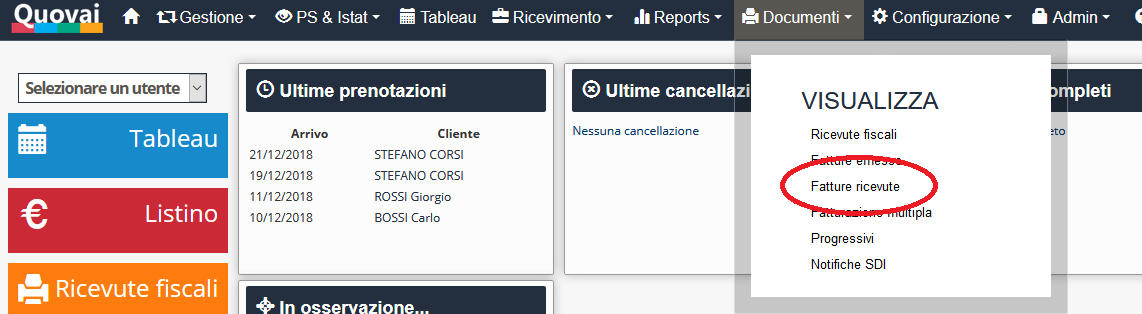 Quovai
Gestione PS & Istat Tableau Ricevimento Reports Documenti Configurazione Admin
Selezionare un utente
Tableau
€ Listino
Ricevute fiscali
Ultime prenotazioni
Arrivo Cliente
21/12/2018 STEFANO CORSI
19/12/2018 STEFANO CORSI
11/12/2018 ROSSI Giorgio
10/12/2018 BOSSI Carlo
In osservazione...
Ultime cancellazi
Nessuna cancellazione
VISUALIZZA
Ricevute fiscali
Fatture emesse
Fatture ricevute
Fatturazione multipla
Progressivi
Notifiche SDI
ompleti
eto